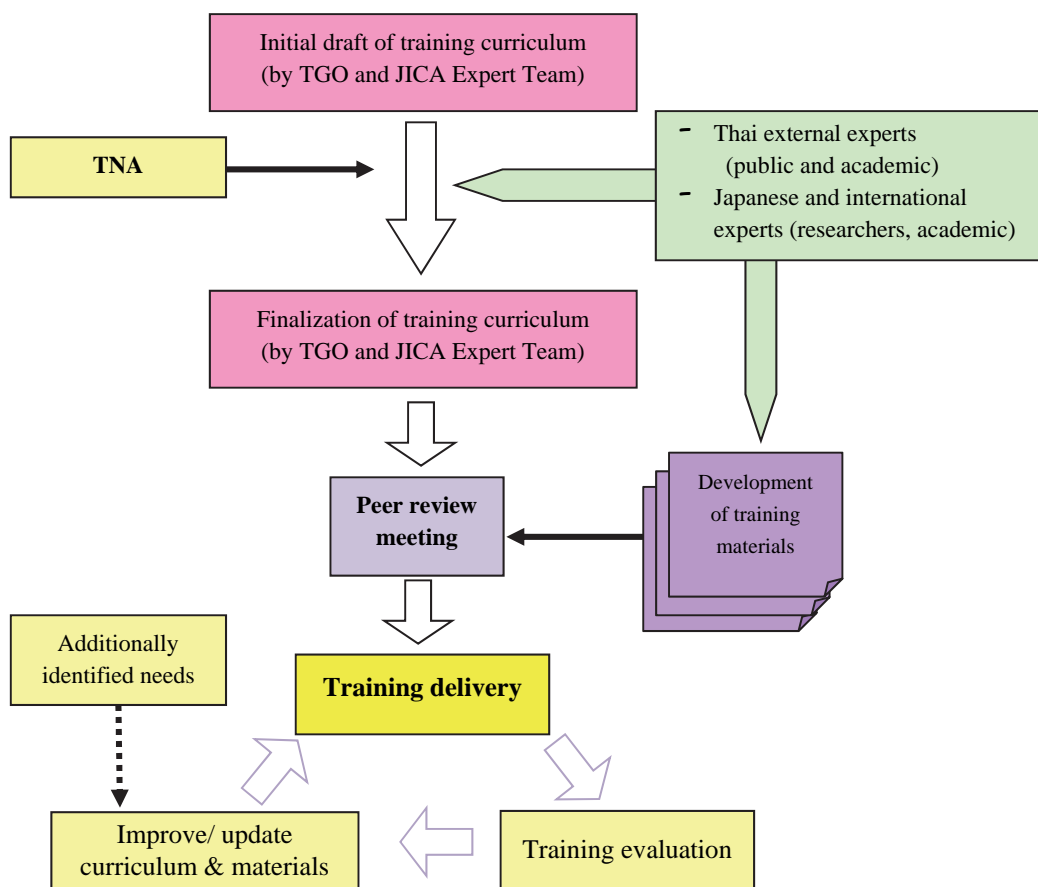 Initial draft of training curriculum
(by TGO and JICA Expert Team)
TNA
- Thai external experts
(public and academic)
- Japanese and international
experts (researchers, academic)
Finalization of training curriculum
(by TGO and JICA Expert Team)
Peer review
meeting
Development
of training
materials
Additionally
identified needs
Training delivery
Improve/ update
curriculum & materials
Training evaluation